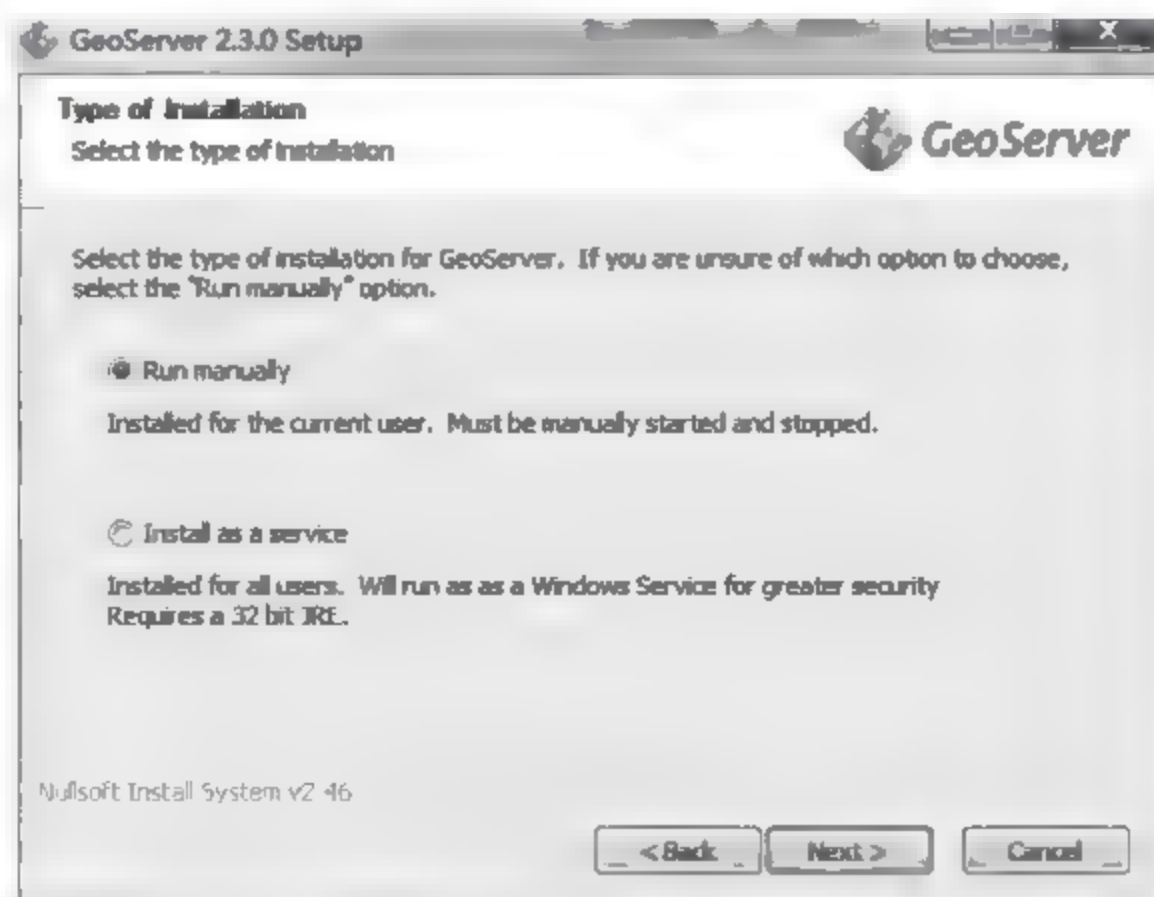 GeoServer 2.3.0 Setup
Type of Installation
Select the type of installation
GeoServer
Select the type of installation for GeoServer. If you are unsure of which option to choose,
select the "Run manually" option.
Run manually
Installed for the current user. Must be manually started and stopped.
Install as a service
Installed for all users. Will run as as a Windows Service for greater security
Requires a 32 bit JRE.
Nullsoft Install System v2.46
< Back Next > Cancel